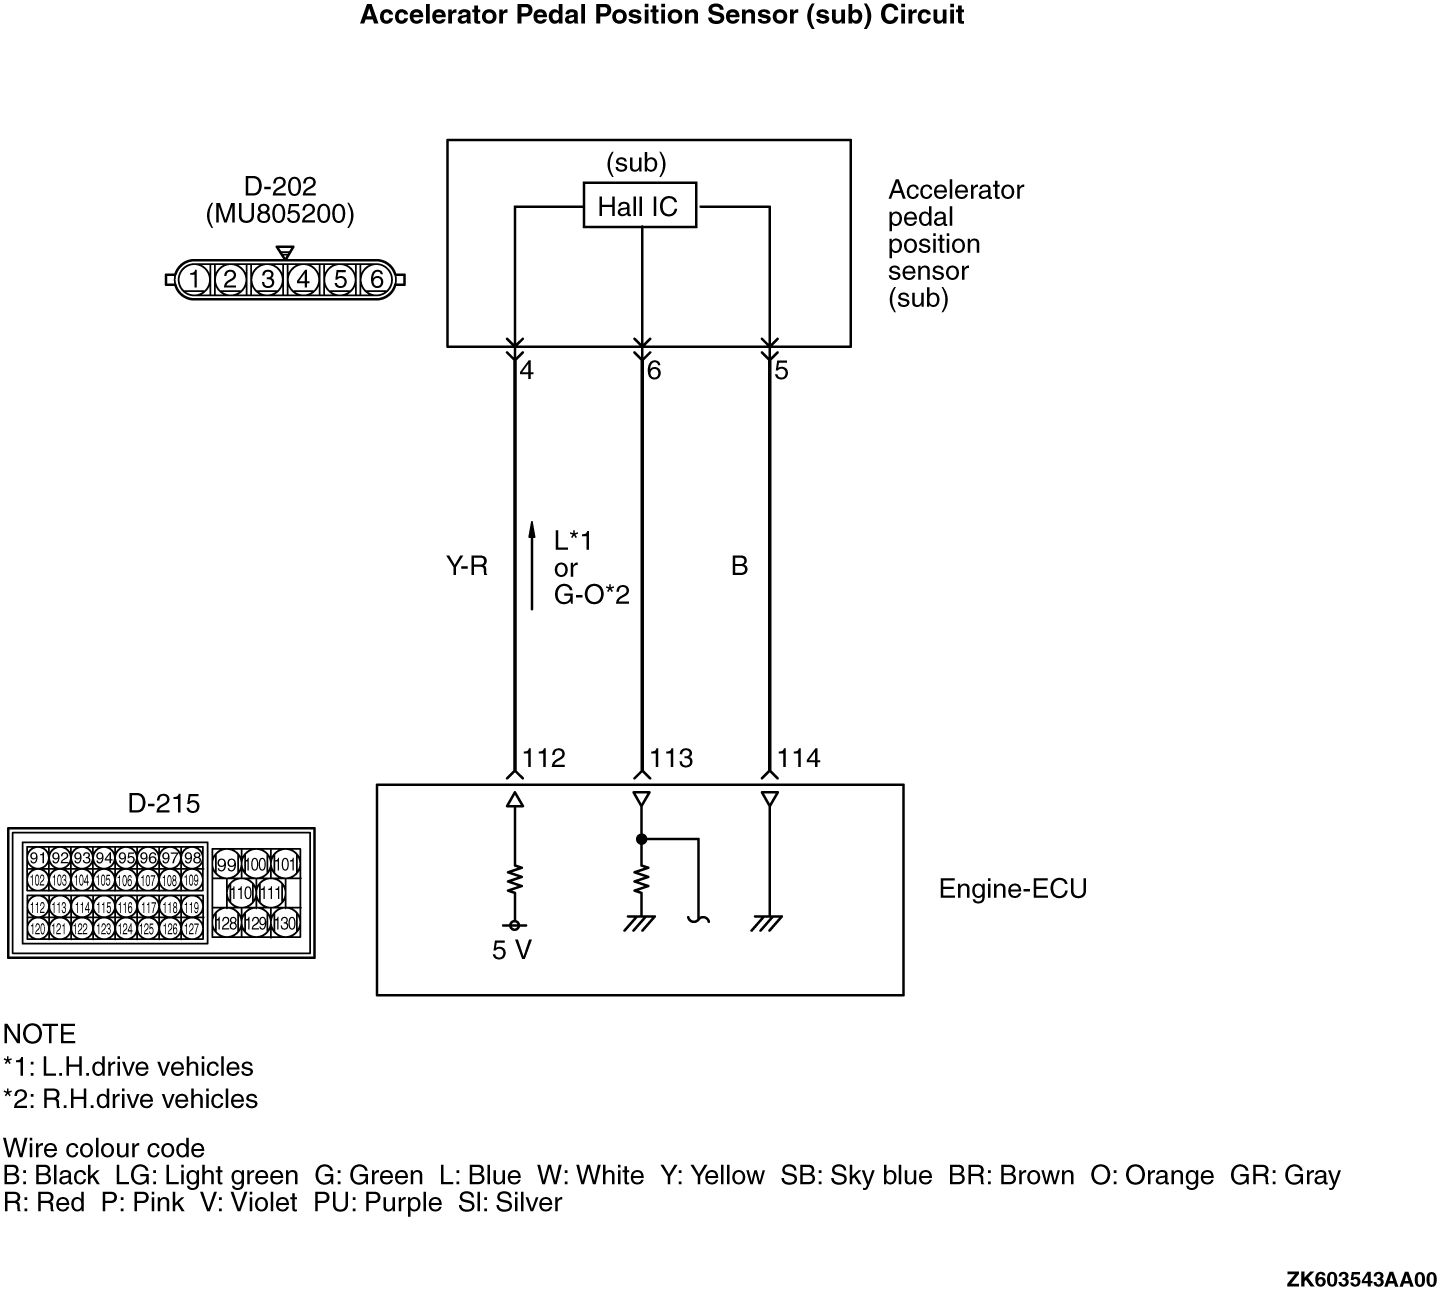 Accelerator Pedal Position Sensor (sub) Circuit
D-202
(MU805200)
1 2 3 4 5 6
(sub)
Hall IC
Accelerator
pedal
position
sensor
(sub)
4
6
5
Y-R
L*1
or
G-O*2
B
112
113
114
D-215
91 92 93 94 95 96 97 98
102 103 104 105 106 107 108 109
112 113 114 115 116 117 118 119
120 121 122 123 124 125 126 127
99 100 101
110 111
128 129 130
5 V
Engine-ECU
NOTE
*1: L.H.drive vehicles
*2: R.H.drive vehicles
Wire colour code
B: Black LG: Light green G: Green L: Blue W: White Y: Yellow SB: Sky blue BR: Brown O: Orange GR: Gray
R: Red P: Pink V: Violet PU: Purple SI: Silver
ZK603543AA00